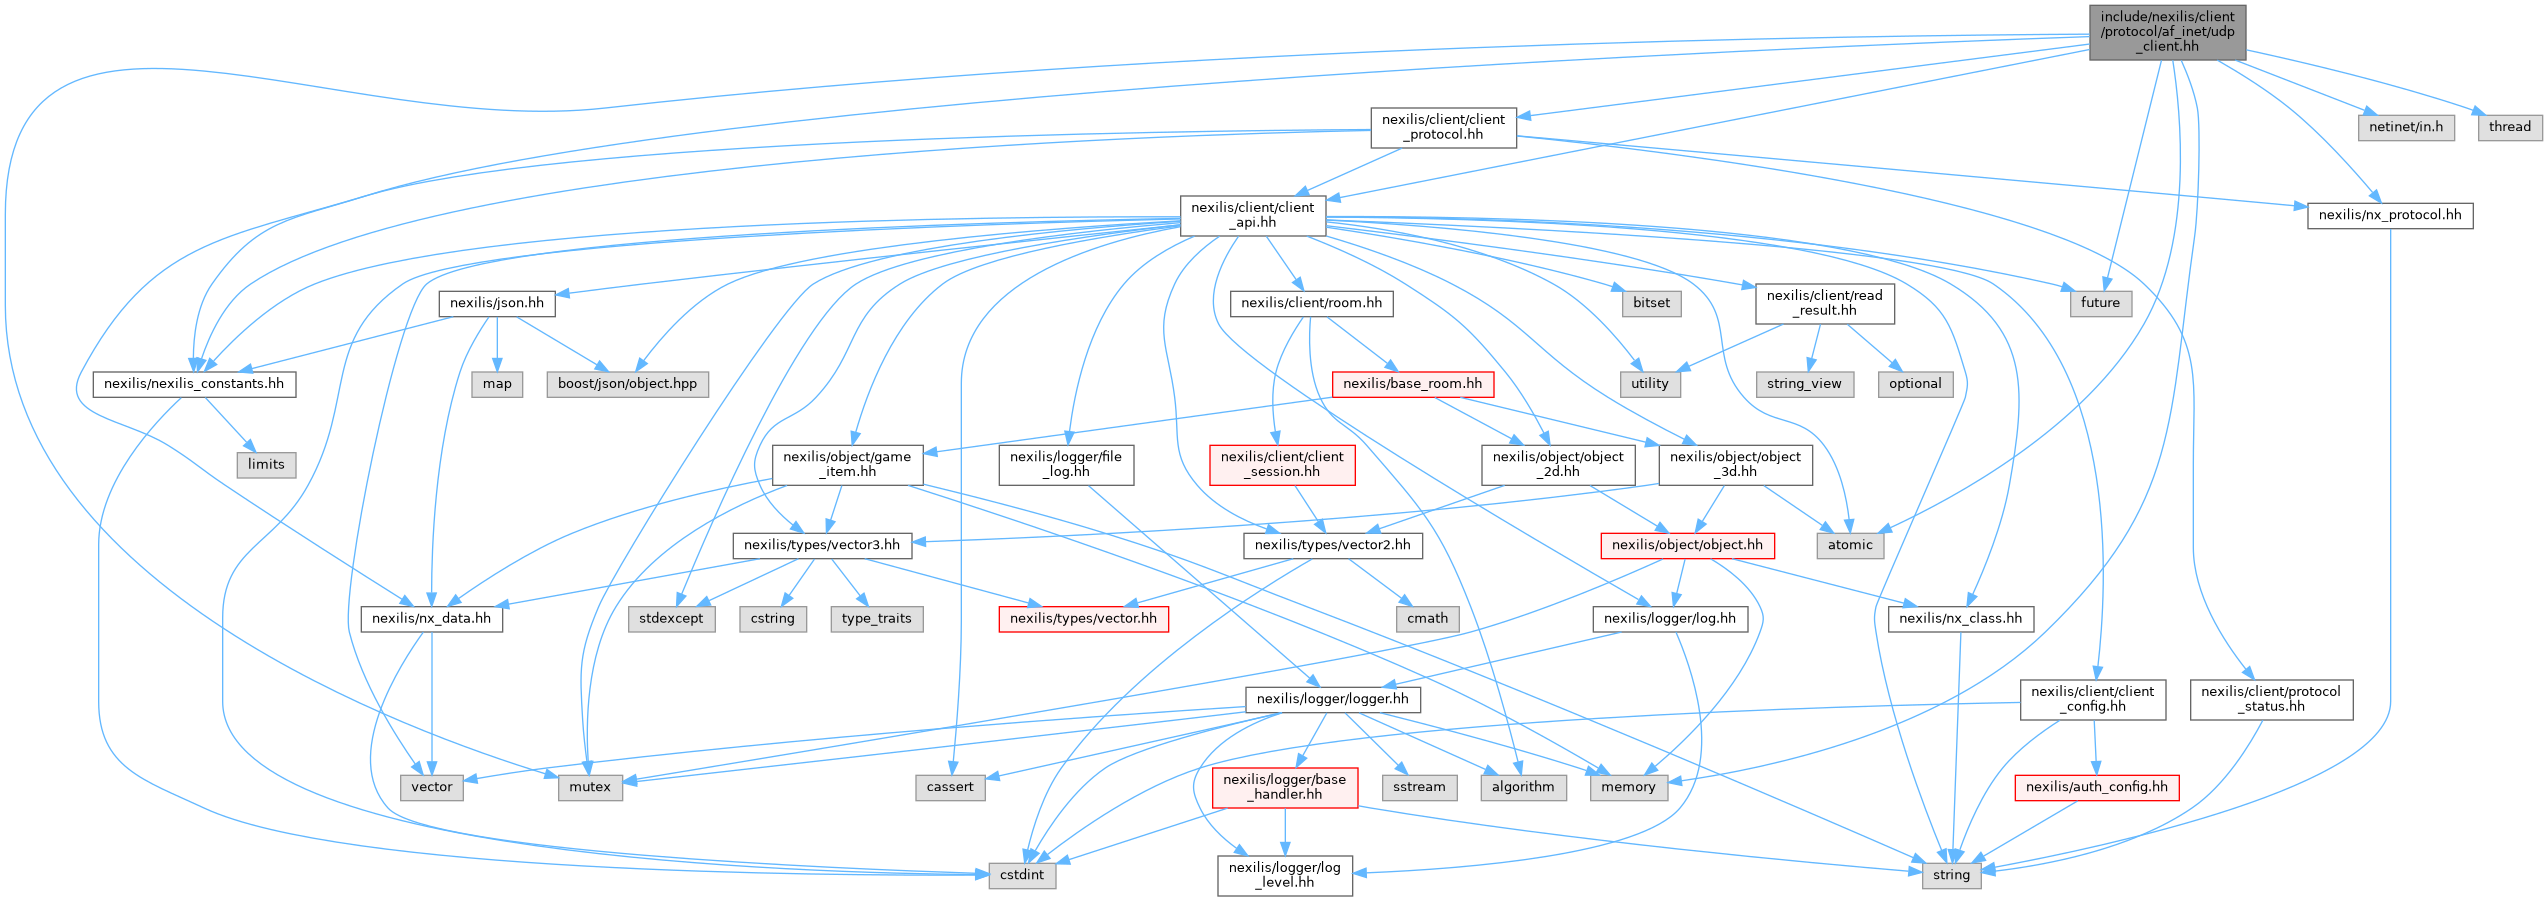 include/nexilis/client
/protocol/af_inet/udp
_client.hh
nexilis/client/client
_protocol.hh
netinet/in.h
thread
nexilis/client/client
_api.hh
nexilis/nx_protocol.hh
nexilis/json.hh
nexilis/client/room.hh
bitset
nexilis/client/read
_result.hh
future
nexilis/nexilis_constants.hh
map
boost/json/object.hpp
nexilis/base_room.hh
utility
string_view
optional
limits
nexilis/object/game
_item.hh
nexilis/logger/file
_log.hh
nexilis/client/client
_session.hh
nexilis/object/object
_2d.hh
nexilis/object/object
_3d.hh
nexilis/types/vector3.hh
nexilis/types/vector2.hh
nexilis/object/object.hh
atomic
nexilis/nx_data.hh
stdexcept
cstring
type_traits
nexilis/types/vector.hh
cmath
nexilis/logger/log.hh
nexilis/nx_class.hh
nexilis/logger/logger.hh
nexilis/client/client
_config.hh
nexilis/client/protocol
_status.hh
vector
mutex
cassert
nexilis/logger/base
_handler.hh
sstream
algorithm
memory
nexilis/auth_config.hh
cstdint
nexilis/logger/log
_level.hh
string